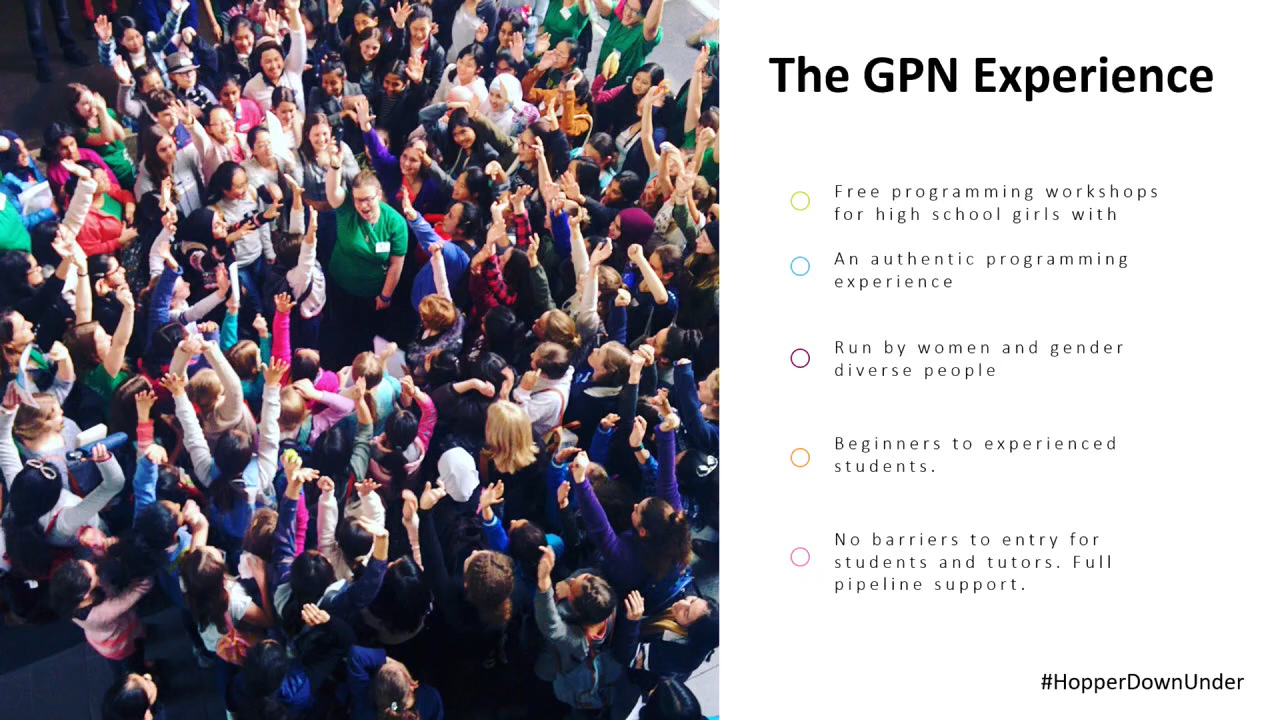 The GPN Experience
Free programming workshops
for high school girls with
An authentic programming
experience
Run by women and gender
diverse people
Beginners to experienced
students.
No barriers to entry for
students and tutors. Full
pipeline support.
#HopperDownUnder